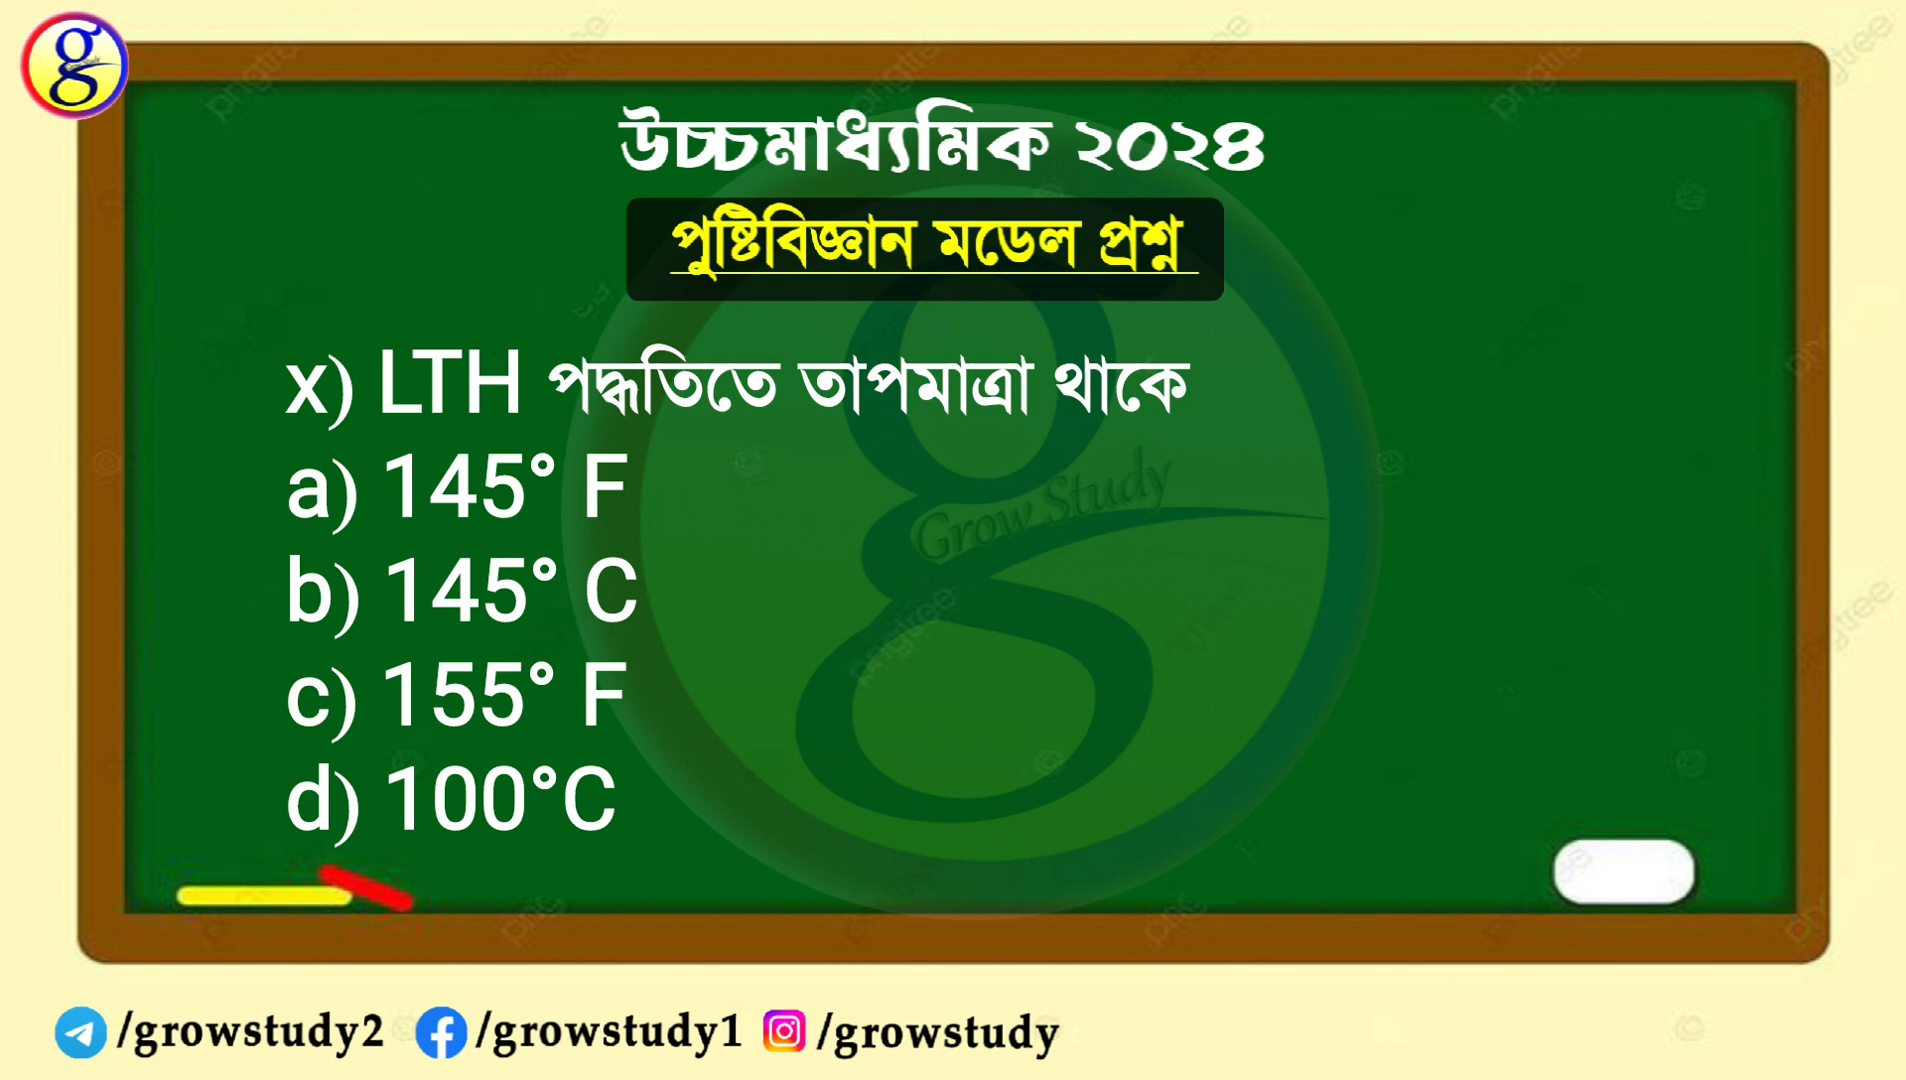 উচ্চমাধ্যমিক ২০২৪
পুষ্টিবিজ্ঞান মডেল প্রশ্ন
x) LTH পদ্ধতিতে তাপমাত্রা থাকে
a) 145° F
b) 145° C
c) 155° F
d) 100°C
Grow Study
/growstudy2 /growstudy1 /growstudy